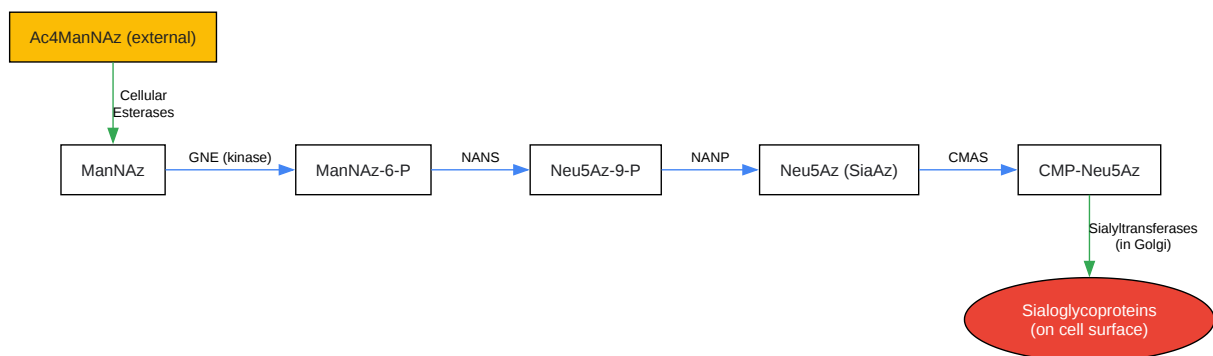 Ac4ManNAz (external)
Cellular
Esterases
ManNAz
GNE (kinase)
ManNAz-6-P
NANS
Neu5Az-9-P
NANP
Neu5Az (SiaAz)
CMAS
CMP-Neu5Az
Sialyltransferases
(in Golgi)
Sialoglycoproteins
(on cell surface)